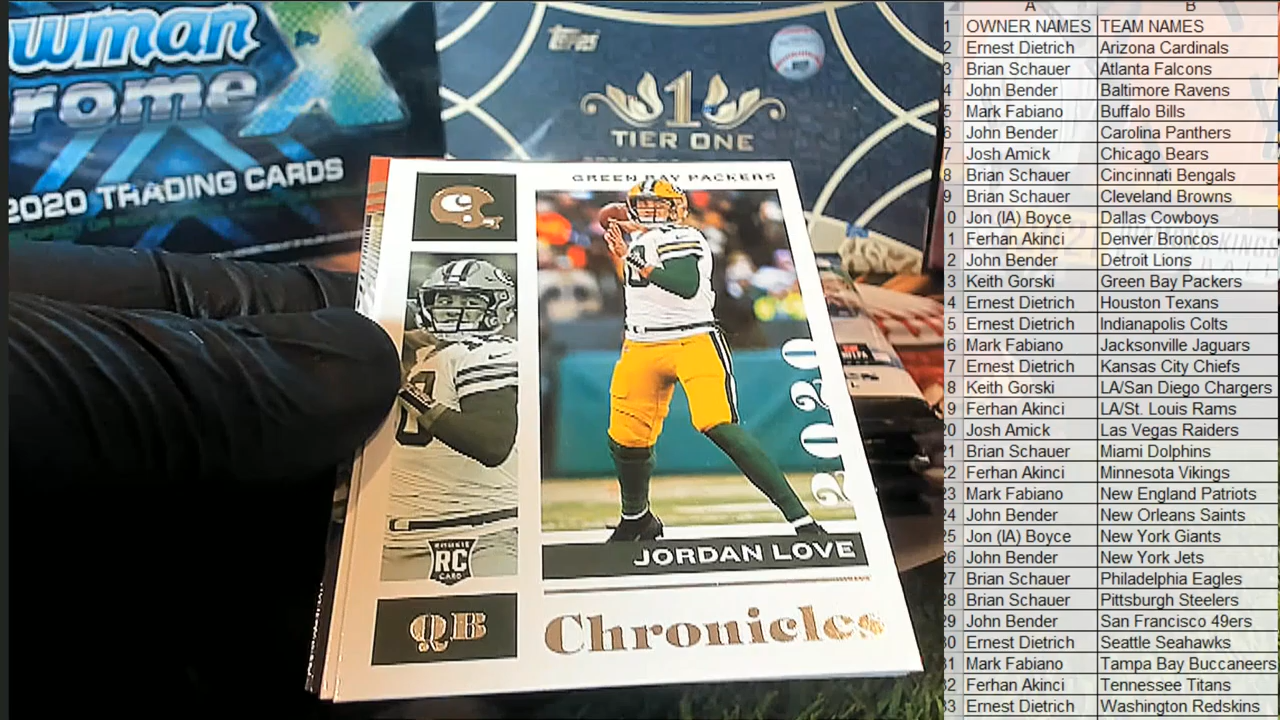 owman
rome X
2020 TRADING CARDS
Topps
1
TIER ONE
GREEN BAY PACKERS
2020
JORDAN LOVE
ROOKIE
RC
CARD
QB
Chronicles
A B
1 OWNER NAMES TEAM NAMES
2 Ernest Dietrich Arizona Cardinals
3 Brian Schauer Atlanta Falcons
4 John Bender Baltimore Ravens
5 Mark Fabiano Buffalo Bills
6 John Bender Carolina Panthers
7 Josh Amick Chicago Bears
8 Brian Schauer Cincinnati Bengals
9 Brian Schauer Cleveland Browns
0 Jon (IA) Boyce Dallas Cowboys
1 Ferhan Akinci Denver Broncos
2 John Bender Detroit Lions
3 Keith Gorski Green Bay Packers
4 Ernest Dietrich Houston Texans
5 Ernest Dietrich Indianapolis Colts
6 Mark Fabiano Jacksonville Jaguars
7 Ernest Dietrich Kansas City Chiefs
8 Keith Gorski LA/San Diego Chargers
9 Ferhan Akinci LA/St. Louis Rams
20 Josh Amick Las Vegas Raiders
21 Brian Schauer Miami Dolphins
22 Ferhan Akinci Minnesota Vikings
23 Mark Fabiano New England Patriots
24 John Bender New Orleans Saints
25 Jon (IA) Boyce New York Giants
26 John Bender New York Jets
27 Brian Schauer Philadelphia Eagles
28 Brian Schauer Pittsburgh Steelers
29 John Bender San Francisco 49ers
30 Ernest Dietrich Seattle Seahawks
31 Mark Fabiano Tampa Bay Buccaneers
32 Ferhan Akinci Tennessee Titans
33 Ernest Dietrich Washington Redskins